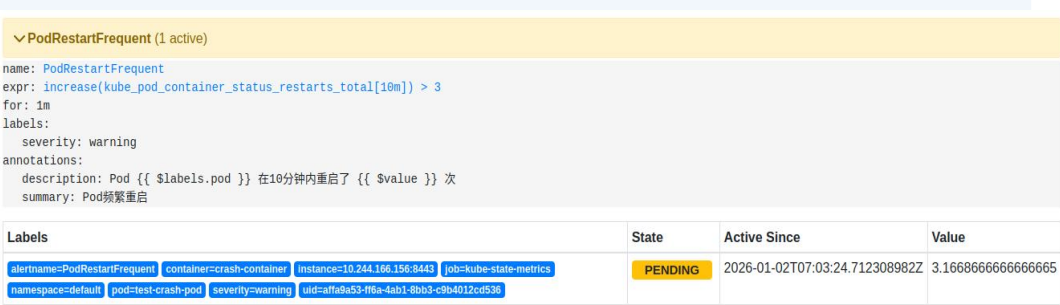 PodRestartFrequent (1 active)
name: PodRestartFrequent
expr: increase(kube_pod_container_status_restarts_total[10m]) > 3
for: 1m
labels:
severity: warning
annotations:
description: Pod {{ $labels.pod }} 在10分钟内重启了 {{ $value }} 次
summary: Pod频繁重启
Labels State Active Since Value
alertname=PodRestartFrequent container=crash-container instance=10.244.166.156:8443 job=kube-state-metrics PENDING 2026-01-02T07:03:24.712308982Z 3.1668666666666665
namespace=default pod=test-crash-pod severity=warning uid=affa9a53-ff6a-4ab1-8bb3-c9b4012cd536